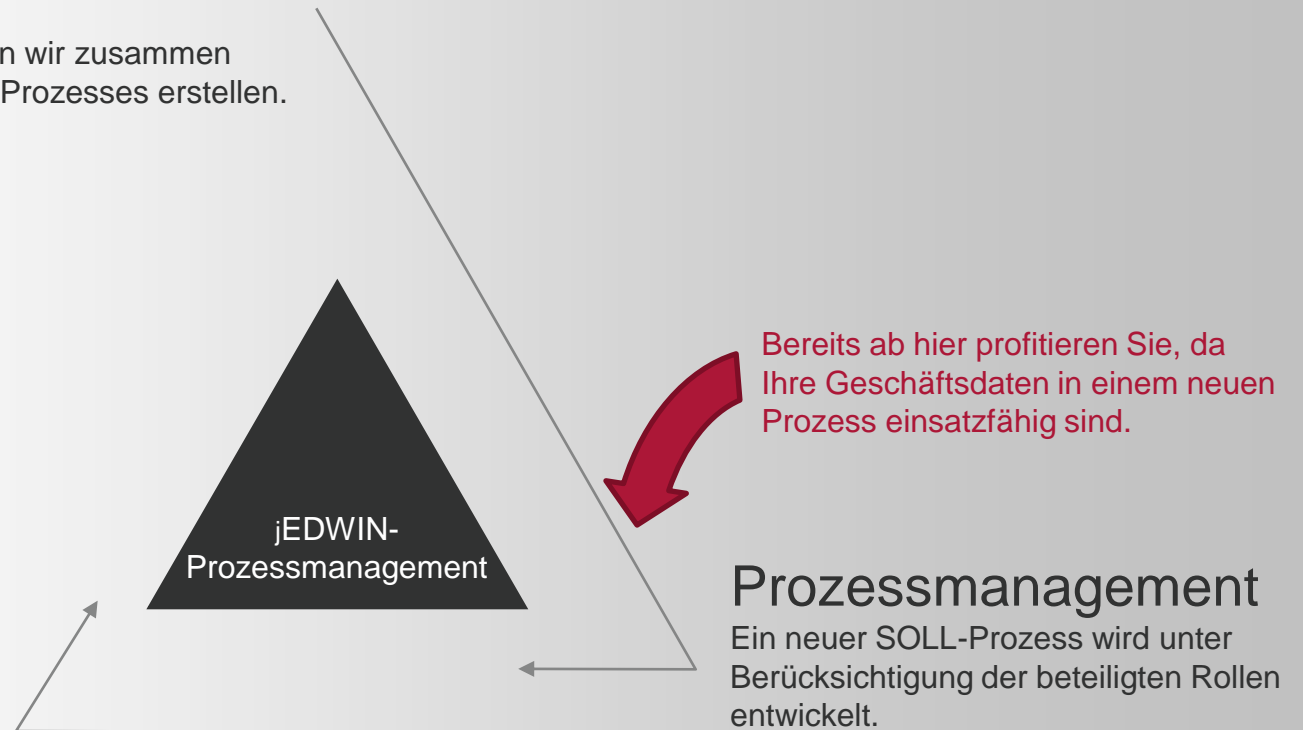 n wir zusammen
Prozesses erstellen.
Bereits ab hier profitieren Sie, da
Ihre Geschäftsdaten in einem neuen
Prozess einsatzfähig sind.
jEDWIN-
Prozessmanagement
Prozessmanagement
Ein neuer SOLL-Prozess wird unter
Berücksichtigung der beteiligten Rollen
entwickelt.